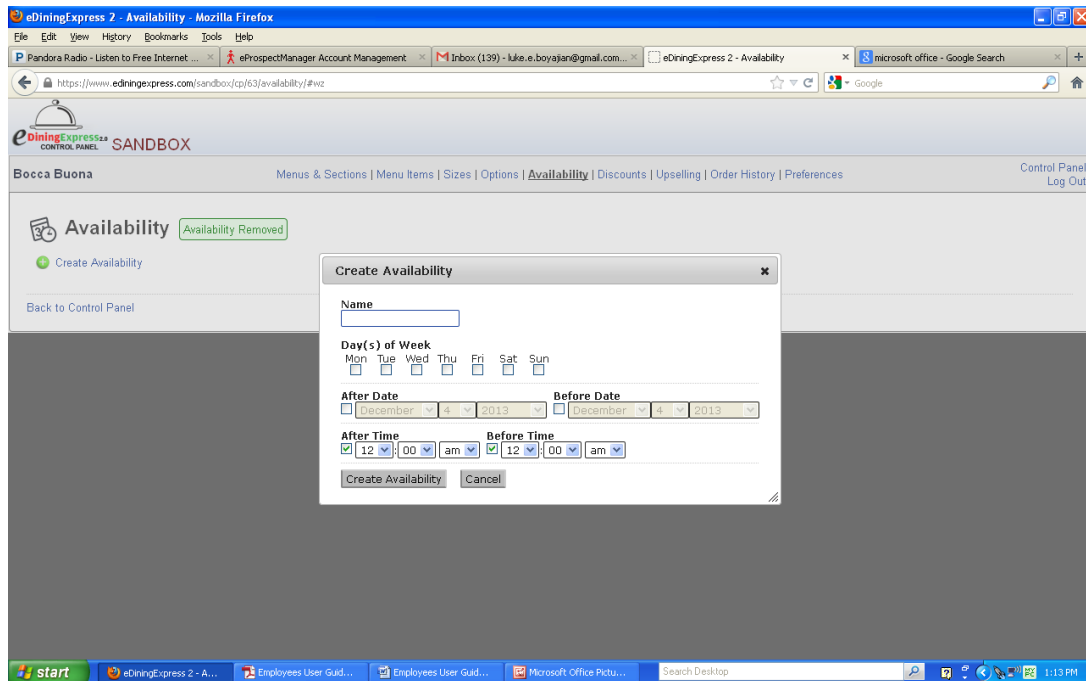 eDiningExpress 2 - Availability - Mozilla Firefox
File Edit View History Bookmarks Tools Help
Pandora Radio - Listen to Free Internet ... × eProspectManager Account Management × Inbox (139) - luke.e.boyajian@gmail.com... × eDiningExpress 2 - Availability × microsoft office - Google Search × +
https://www.ediningexpress.com/sandbox/cp/63/availability/#wz Google
eDiningExpress 2.0
CONTROL PANEL SANDBOX
Bocca Buona Menus & Sections | Menu Items | Sizes | Options | Availability | Discounts | Upselling | Order History | Preferences Control Panel
Log Out
Availability Availability Removed
Create Availability
Create Availability ×
Back to Control Panel
Name
Day(s) of Week
Mon Tue Wed Thu Fri Sat Sun
After Date Before Date
December 4 2013 December 4 2013
After Time Before Time
12 : 00 am 12 : 00 am
Create Availability Cancel
start eDiningExpress 2 - A... Employees User Guid... Employees User Guid... Microsoft Office Pictu... Search Desktop 1:13 PM